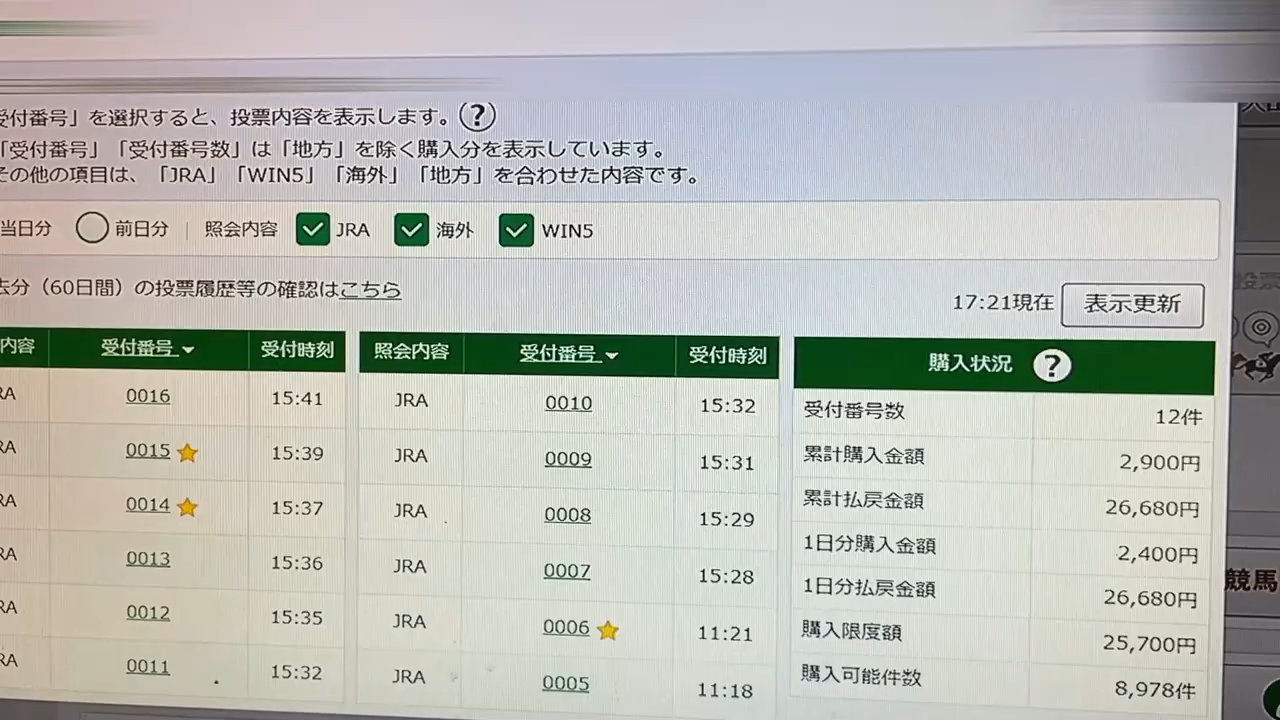 受付番号」を選択すると、投票内容を表示します。?
「受付番号」「受付番号数」は「地方」を除く購入分を表示しています。
その他の項目は、「JRA」「WIN5」「海外」「地方」を合わせた内容です。
当日分 前日分 照会内容 JRA 海外 WIN5
去分（60日間）の投票履歴等の確認はこちら
17:21現在 表示更新
内容 受付番号 受付時刻 照会内容 受付番号 受付時刻 購入状況 ?
RA 0016 15:41 JRA 0010 15:32 受付番号数 12件
RA 0015 15:39 JRA 0009 15:31 累計購入金額 2,900円
RA 0014 15:37 JRA 0008 15:29 累計払戻金額 26,680円
RA 0013 15:36 JRA 0007 15:28 1日分購入金額 2,400円
RA 0012 15:35 JRA 0006 11:21 1日分払戻金額 26,680円
RA 0011 15:32 JRA 0005 11:18 購入限度額 25,700円
購入可能件数 8,978件
投票
競馬